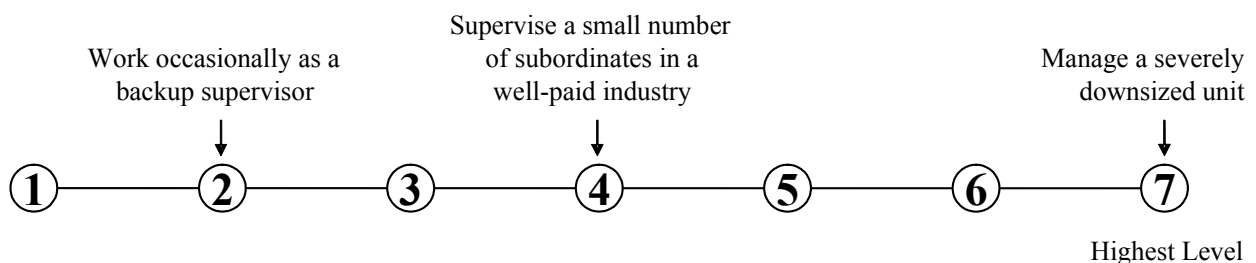 Work occasionally as a
backup supervisor
Supervise a small number
of subordinates in a
well-paid industry
Manage a severely
downsized unit
1 2 3 4 5 6 7
Highest Level